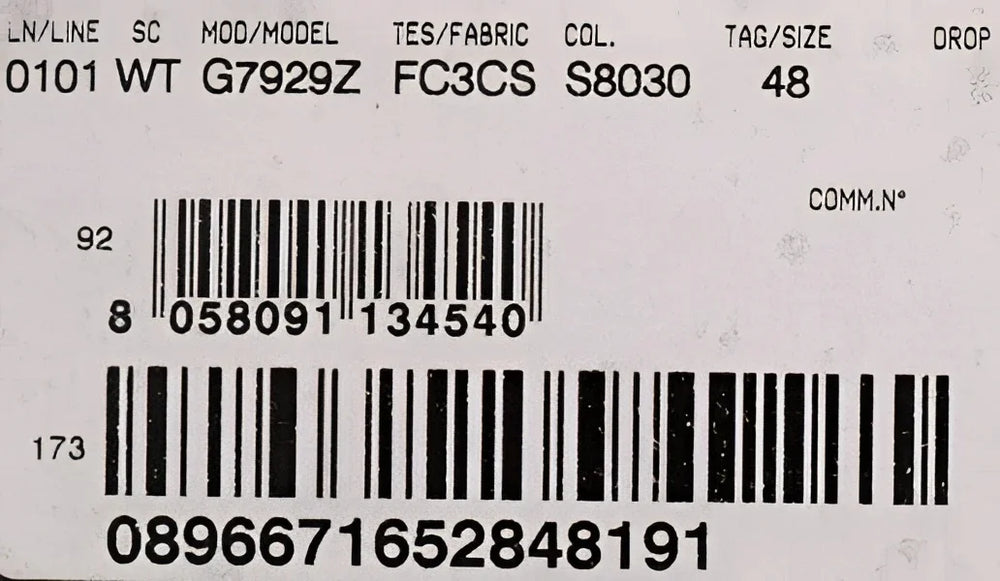 LN/LINE SC MOD/MODEL TES/FABRIC COL. TAG/SIZE DROP
0101 WT G7929Z FC3CS S8030 48
COMM.N°
92
8 058091 134540
173
0896671652848191